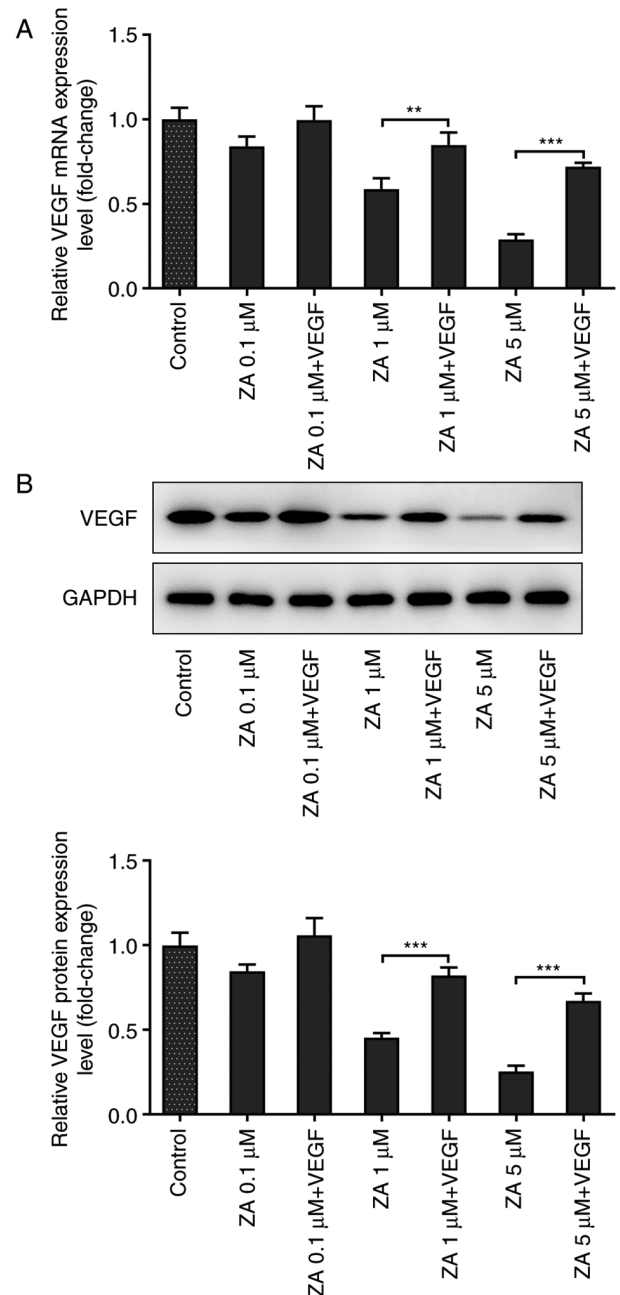 A
Relative VEGF mRNA expression
level (fold-change)
1.5
1.0
0.5
0.0
**
***
Control
ZA 0.1 µM
ZA 0.1 µM+VEGF
ZA 1 µM
ZA 1 µM+VEGF
ZA 5 µM
ZA 5 µM+VEGF
B
VEGF
GAPDH
Control
ZA 0.1 µM
ZA 0.1 µM+VEGF
ZA 1 µM
ZA 1 µM+VEGF
ZA 5 µM
ZA 5 µM+VEGF
Relative VEGF protein expression
level (fold-change)
1.5
1.0
0.5
0.0
***
***
Control
ZA 0.1 µM
ZA 0.1 µM+VEGF
ZA 1 µM
ZA 1 µM+VEGF
ZA 5 µM
ZA 5 µM+VEGF